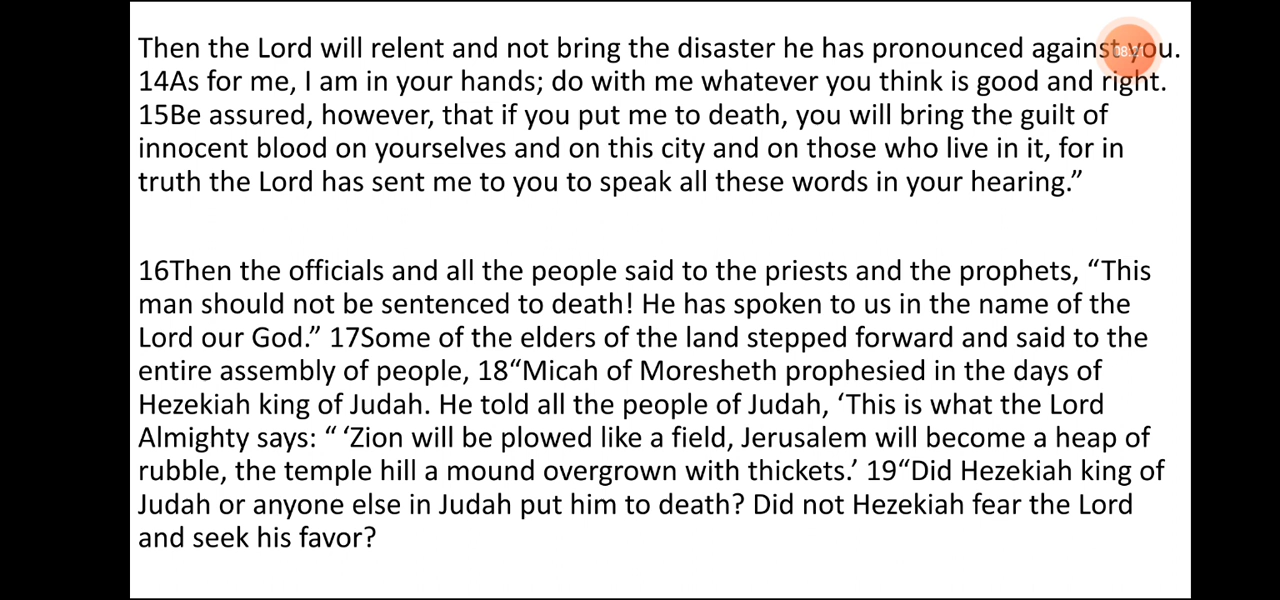 Then the Lord will relent and not bring the disaster he has pronounced against you.
14As for me, I am in your hands; do with me whatever you think is good and right.
15Be assured, however, that if you put me to death, you will bring the guilt of
innocent blood on yourselves and on this city and on those who live in it, for in
truth the Lord has sent me to you to speak all these words in your hearing.”
16Then the officials and all the people said to the priests and the prophets, “This
man should not be sentenced to death! He has spoken to us in the name of the
Lord our God.” 17Some of the elders of the land stepped forward and said to the
entire assembly of people, 18“Micah of Moresheth prophesied in the days of
Hezekiah king of Judah. He told all the people of Judah, ‘This is what the Lord
Almighty says: “ ‘Zion will be plowed like a field, Jerusalem will become a heap of
rubble, the temple hill a mound overgrown with thickets.’ 19“Did Hezekiah king of
Judah or anyone else in Judah put him to death? Did not Hezekiah fear the Lord
and seek his favor?